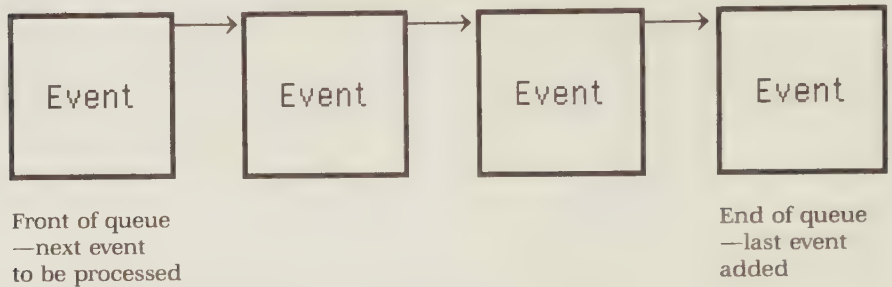 Event
Event
Event
Event
Front of queue
—next event
to be processed
End of queue
—last event
added